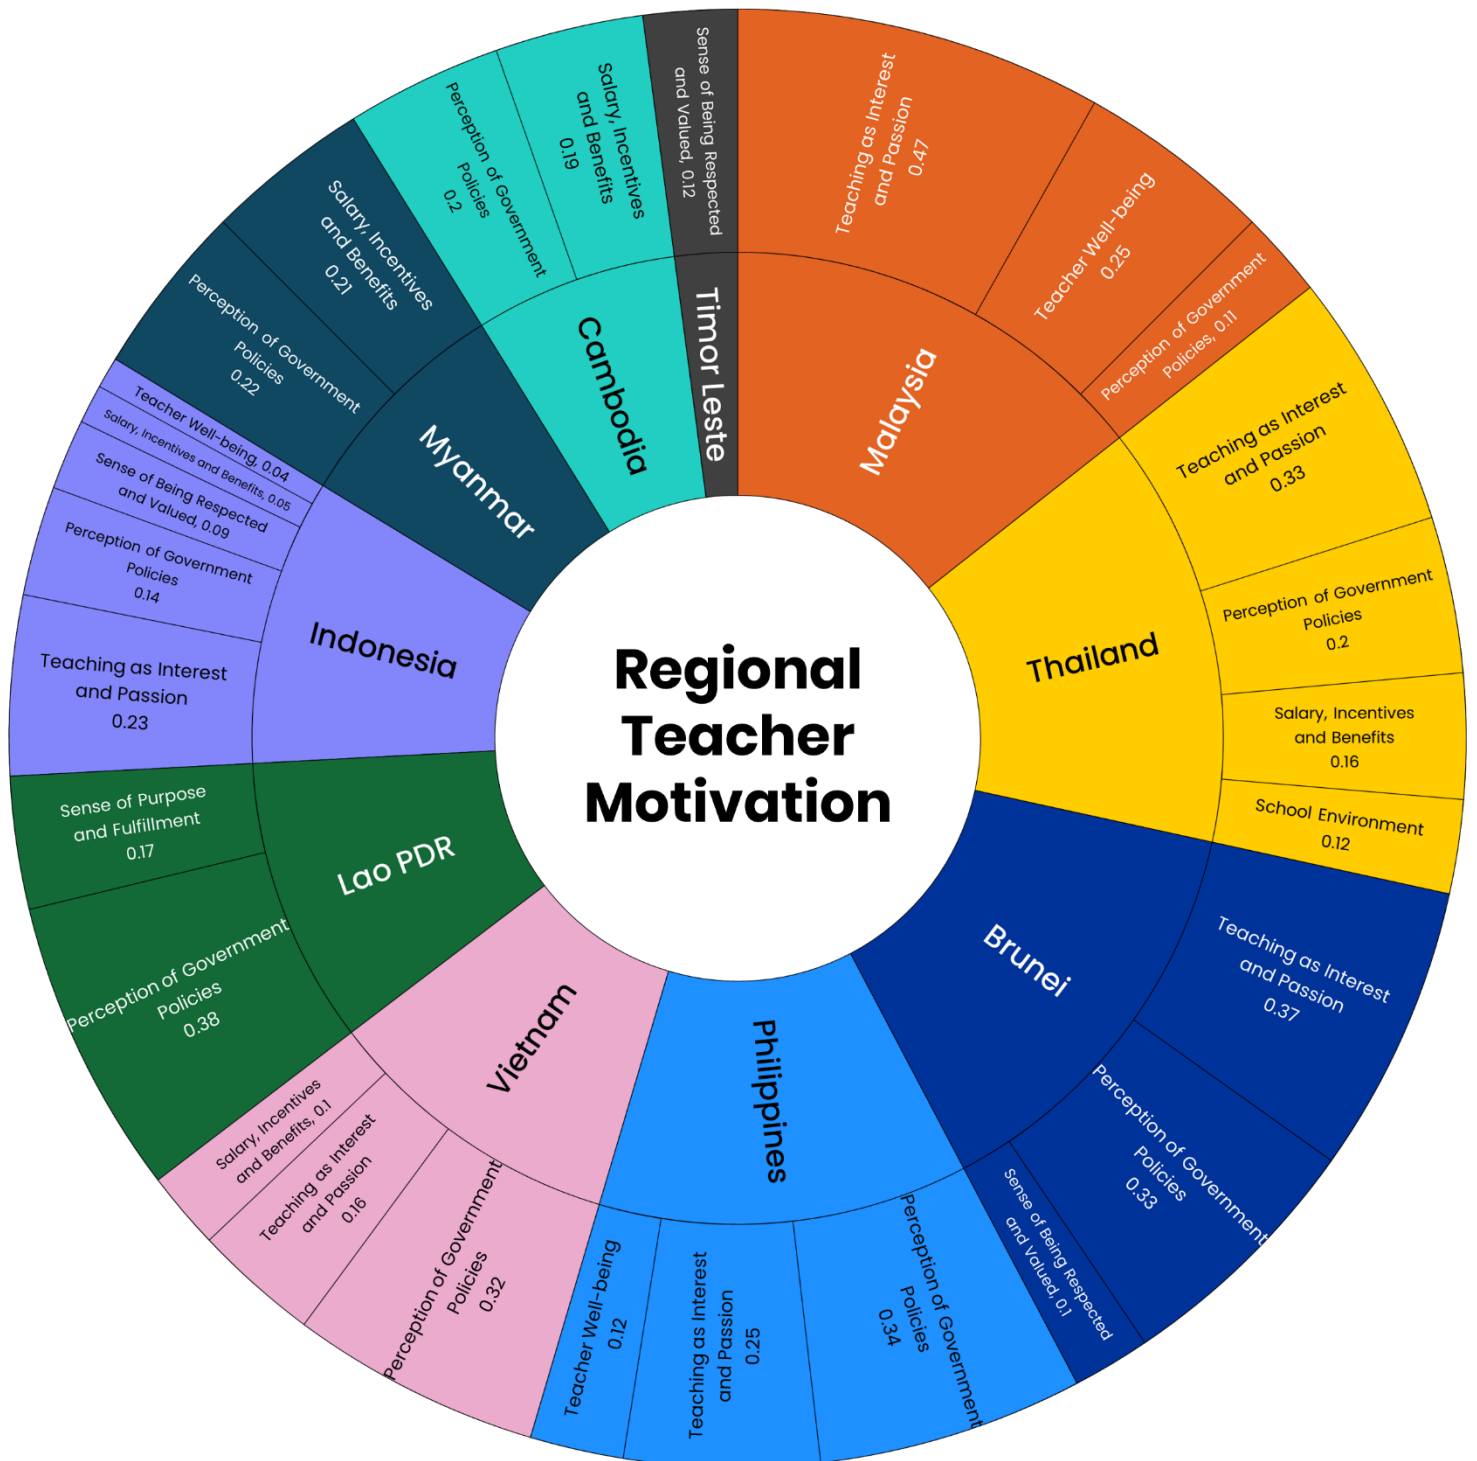 Regional
Teacher
Motivation
Malaysia
Teaching as Interest
and Passion
0.47
Teacher Well-being
0.25
Perception of Government
Policies, 0.11
Thailand
Teaching as Interest
and Passion
0.33
Perception of Government
Policies
0.2
Salary, Incentives
and Benefits
0.16
School Environment
0.12
Brunei
Teaching as Interest
and Passion
0.37
Perception of Government
Policies
0.33
Sense of Being Respected
and Valued, 0.1
Philippines
Perception of Government
Policies
0.34
Teaching as Interest
and Passion
0.25
Teacher Well-being
0.12
Vietnam
Perception of Government
Policies
0.32
Teaching as Interest
and Passion
0.16
Salary, Incentives
and Benefits, 0.1
Lao PDR
Perception of Government
Policies
0.38
Sense of Purpose
and Fulfillment
0.17
Indonesia
Teaching as Interest
and Passion
0.23
Perception of Government
Policies
0.14
Sense of Being Respected
and Valued, 0.09
Salary, Incentives and Benefits, 0.05
Teacher Well-being, 0.04
Myanmar
Perception of Government
Policies
0.22
Salary, Incentives
and Benefits
0.21
Cambodia
Perception of Government
Policies
0.2
Salary, Incentives
and Benefits
0.19
Timor Leste
Sense of Being Respected
and Valued, 0.12